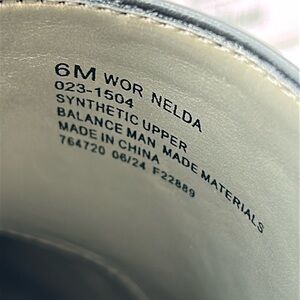 6M WOR NELDA
023-1504
SYNTHETIC UPPER
BALANCE MAN MADE MATERIALS
MADE IN CHINA
764720 06/24 F22889